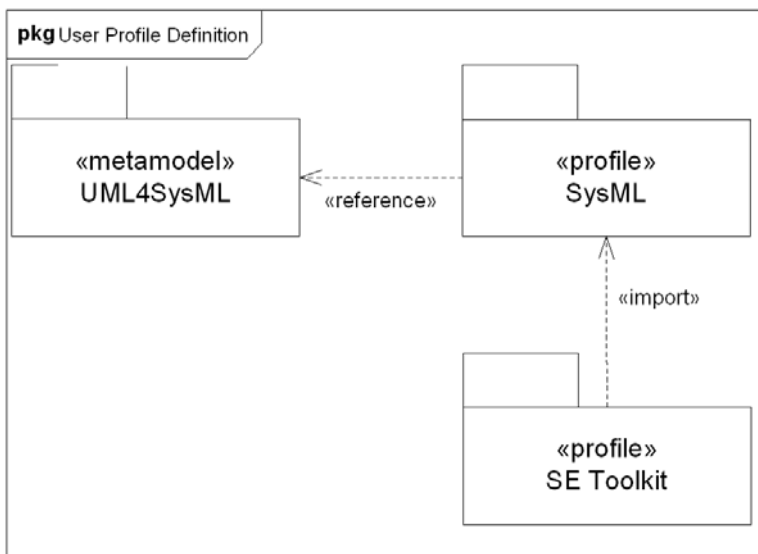 pkg User Profile Definition
«metamodel»
UML4SysML
«reference»
«profile»
SysML
«import»
«profile»
SE Toolkit